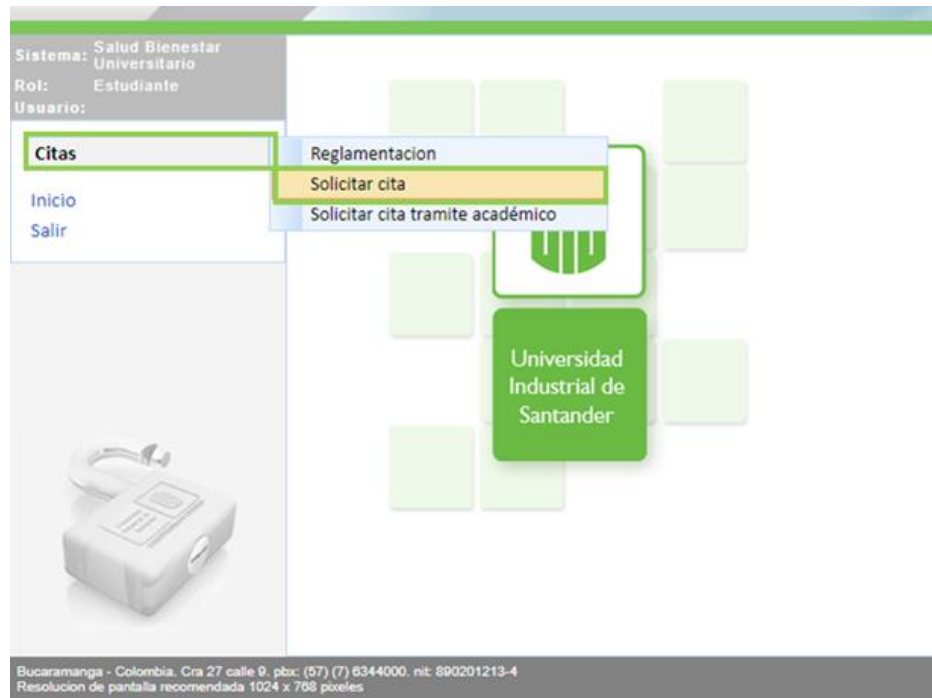 Sistema: Salud Bienestar
Universitario
Rol: Estudiante
Usuario:
Citas
Reglamentacion
Solicitar cita
Solicitar cita tramite académico
Inicio
Salir
Universidad
Industrial de
Santander
Bucaramanga - Colombia. Cra 27 calle 9. pbx: (57) (7) 6344000. nit: 890201213-4
Resolucion de pantalla recomendada 1024 x 768 pixeles